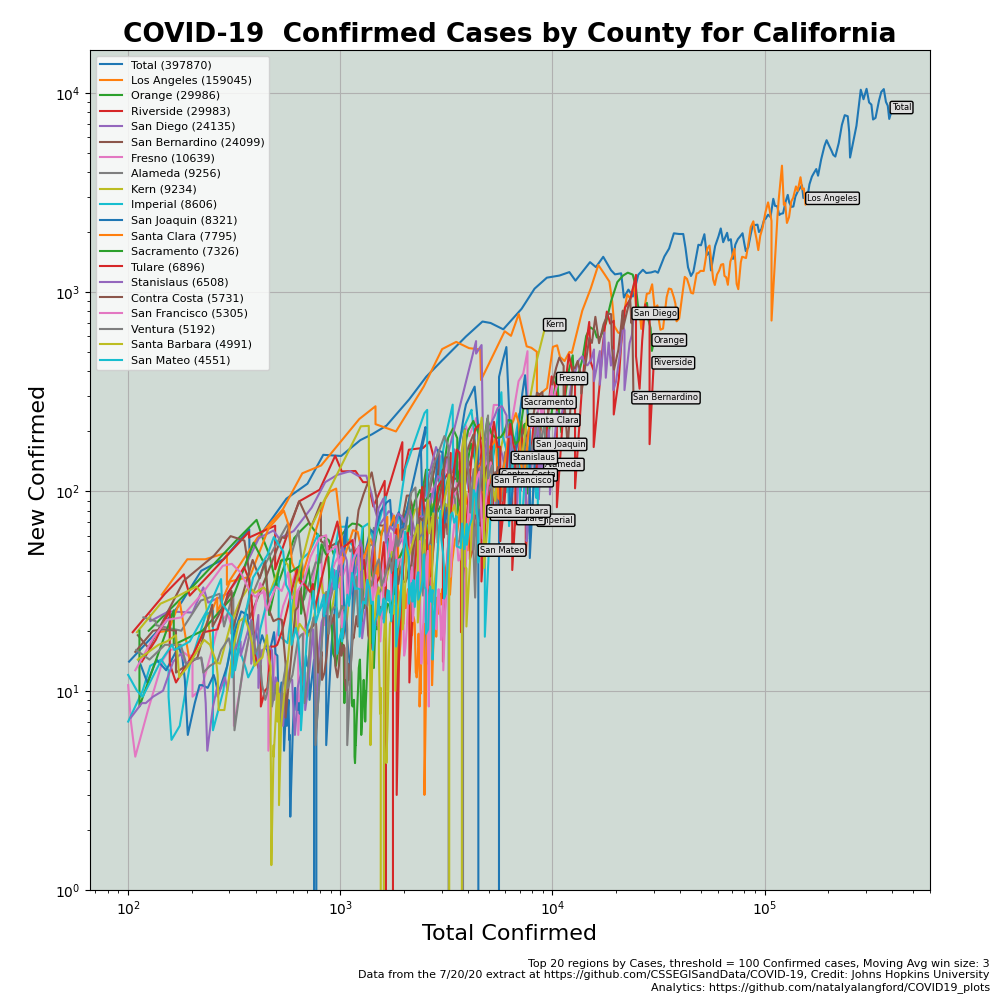 COVID-19  Confirmed Cases by County for California
Total (397870)
Los Angeles (159045)
Orange (29986)
Riverside (29983)
San Diego (24135)
San Bernardino (24099)
Fresno (10639)
Alameda (9256)
Kern (9234)
Imperial (8606)
San Joaquin (8321)
Santa Clara (7795)
Sacramento (7326)
Tulare (6896)
Stanislaus (6508)
Contra Costa (5731)
San Francisco (5305)
Ventura (5192)
Santa Barbara (4991)
San Mateo (4551)
10⁴
10³
10²
10¹
10⁰
New Confirmed
Total
Los Angeles
San Diego
Kern
Orange
Riverside
Fresno
San Bernardino
Sacramento
Santa Clara
San Joaquin
Stanislaus
Alameda
Contra Costa
San Francisco
Santa Barbara
Tulare
Imperial
San Mateo
10²
10³
10⁴
10⁵
Total Confirmed
Top 20 regions by Cases, threshold = 100 Confirmed cases, Moving Avg win size: 3
Data from the 7/20/20 extract at https://github.com/CSSEGISandData/COVID-19, Credit: Johns Hopkins University
Analytics: https://github.com/natalyalangford/COVID19_plots